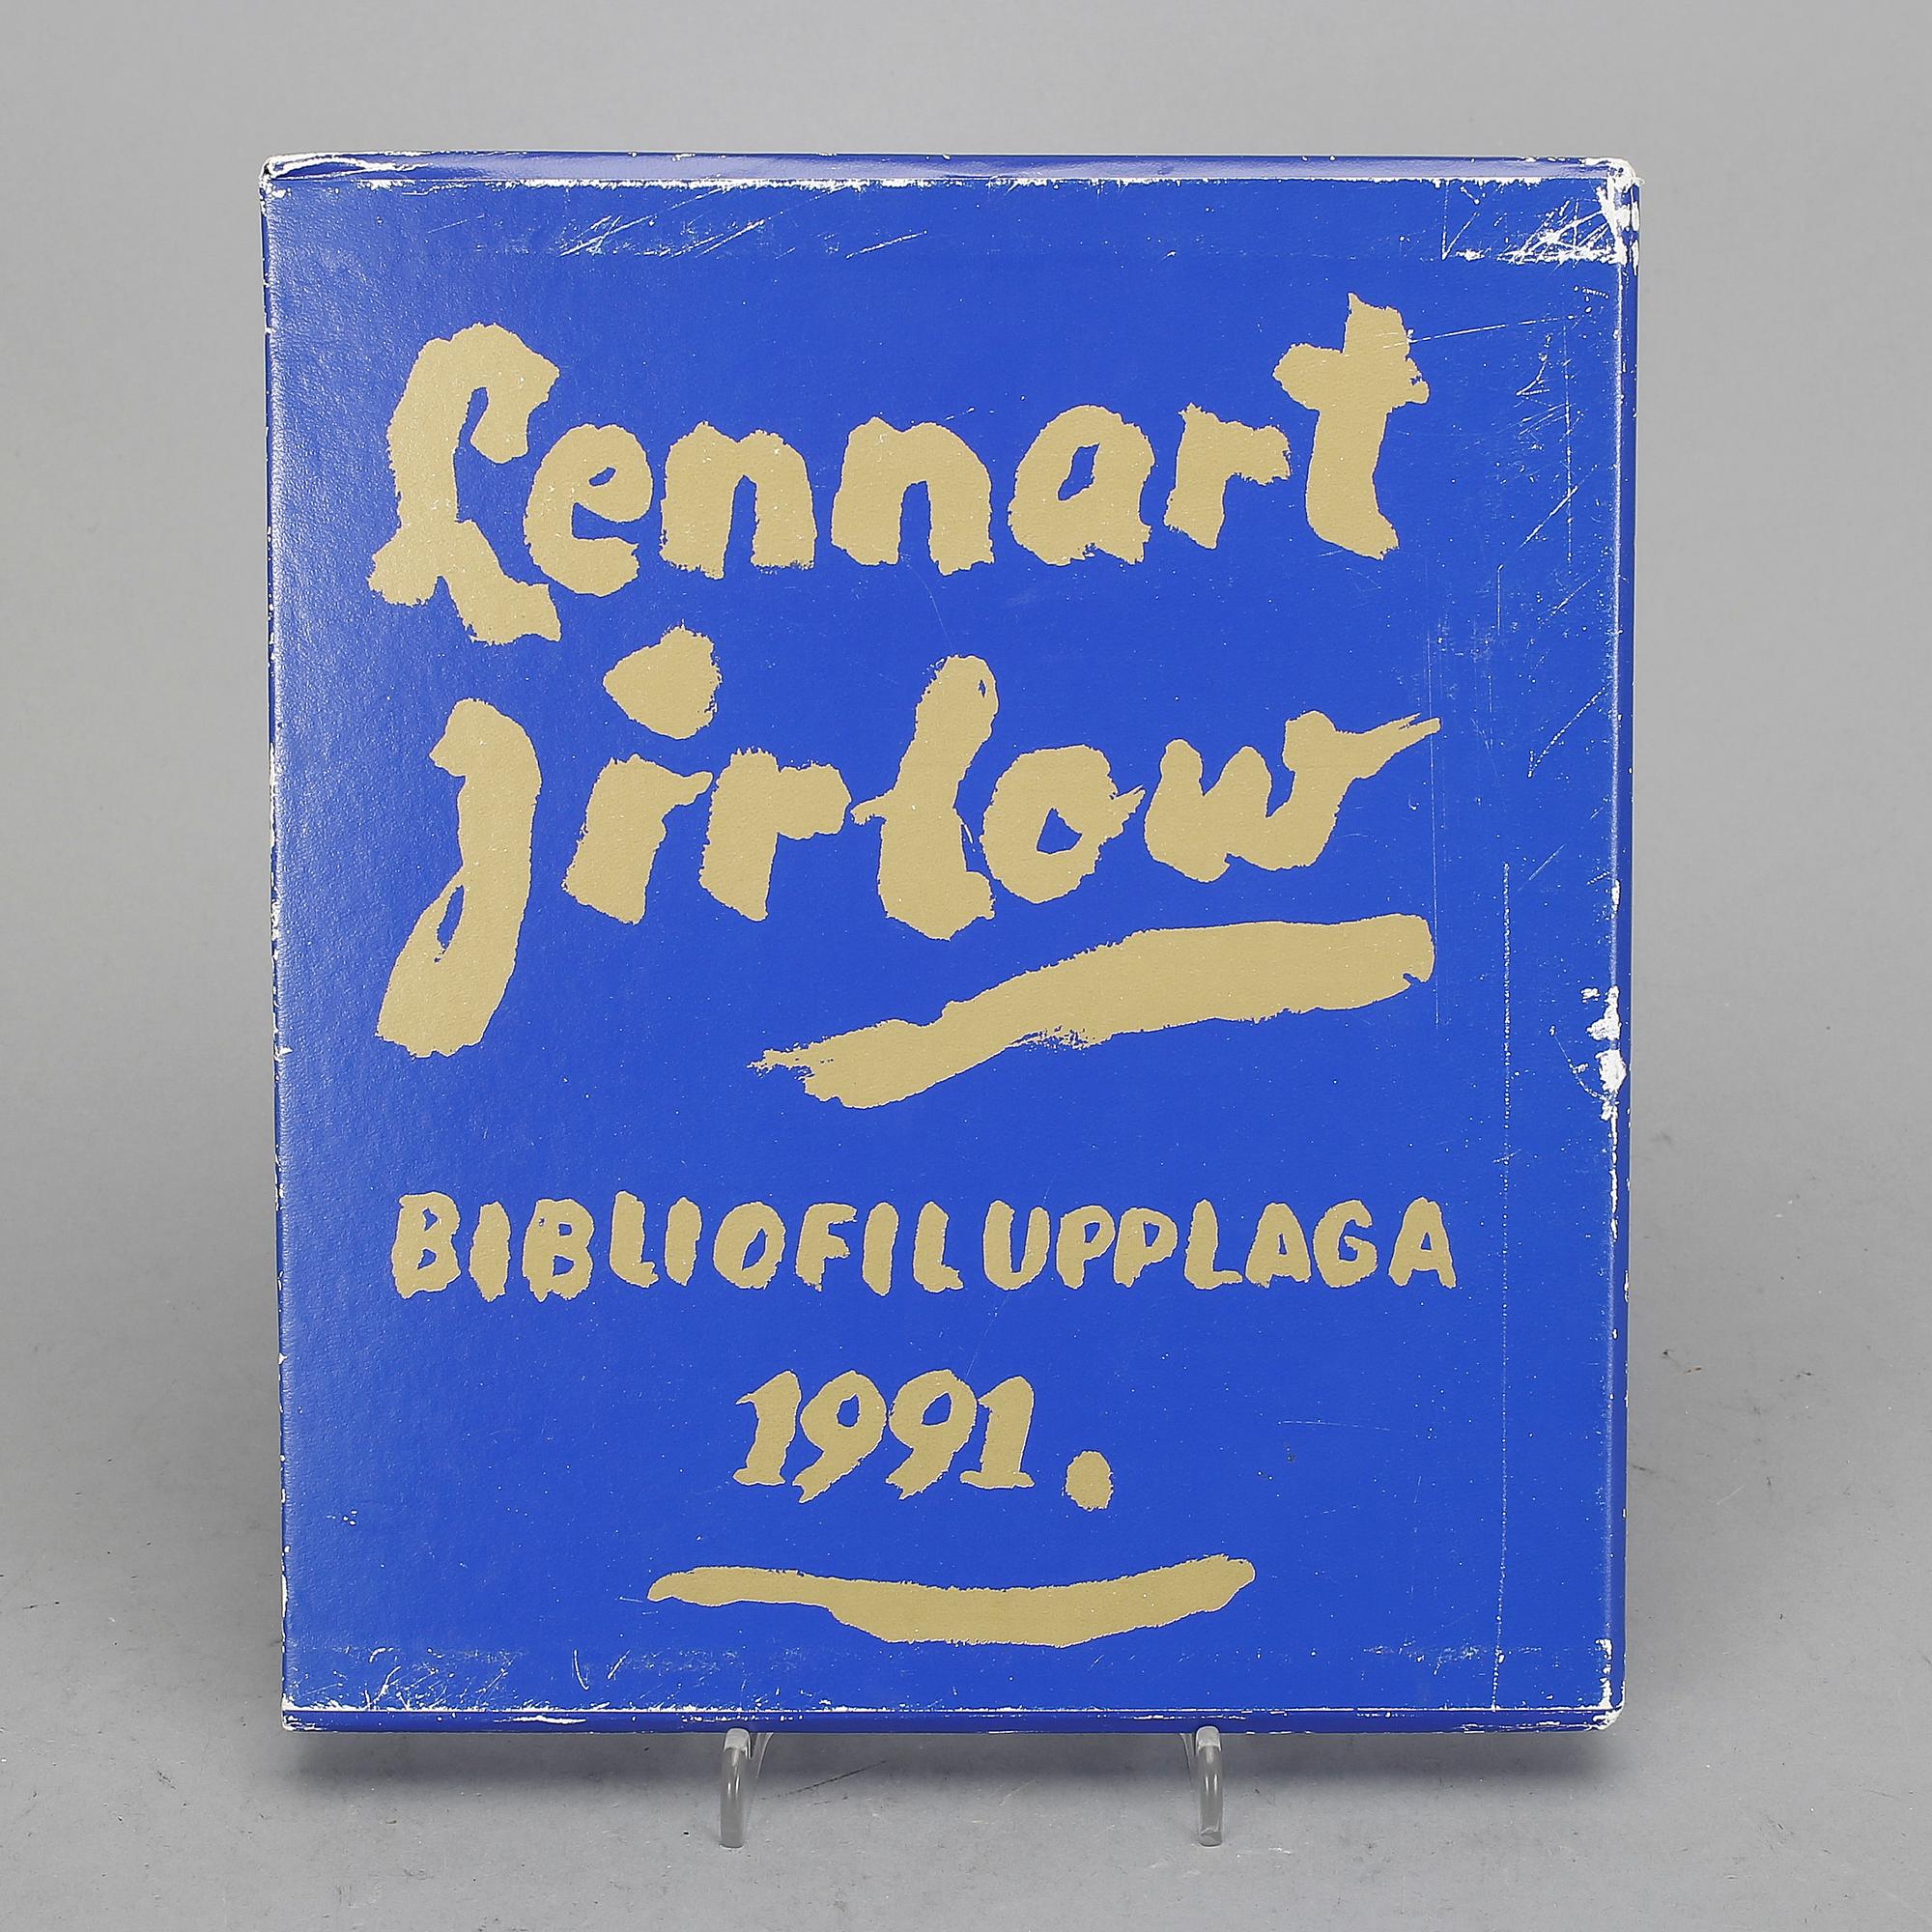 Lennart
Jirlow
BIBLIOFILUPPLAGA
1991.